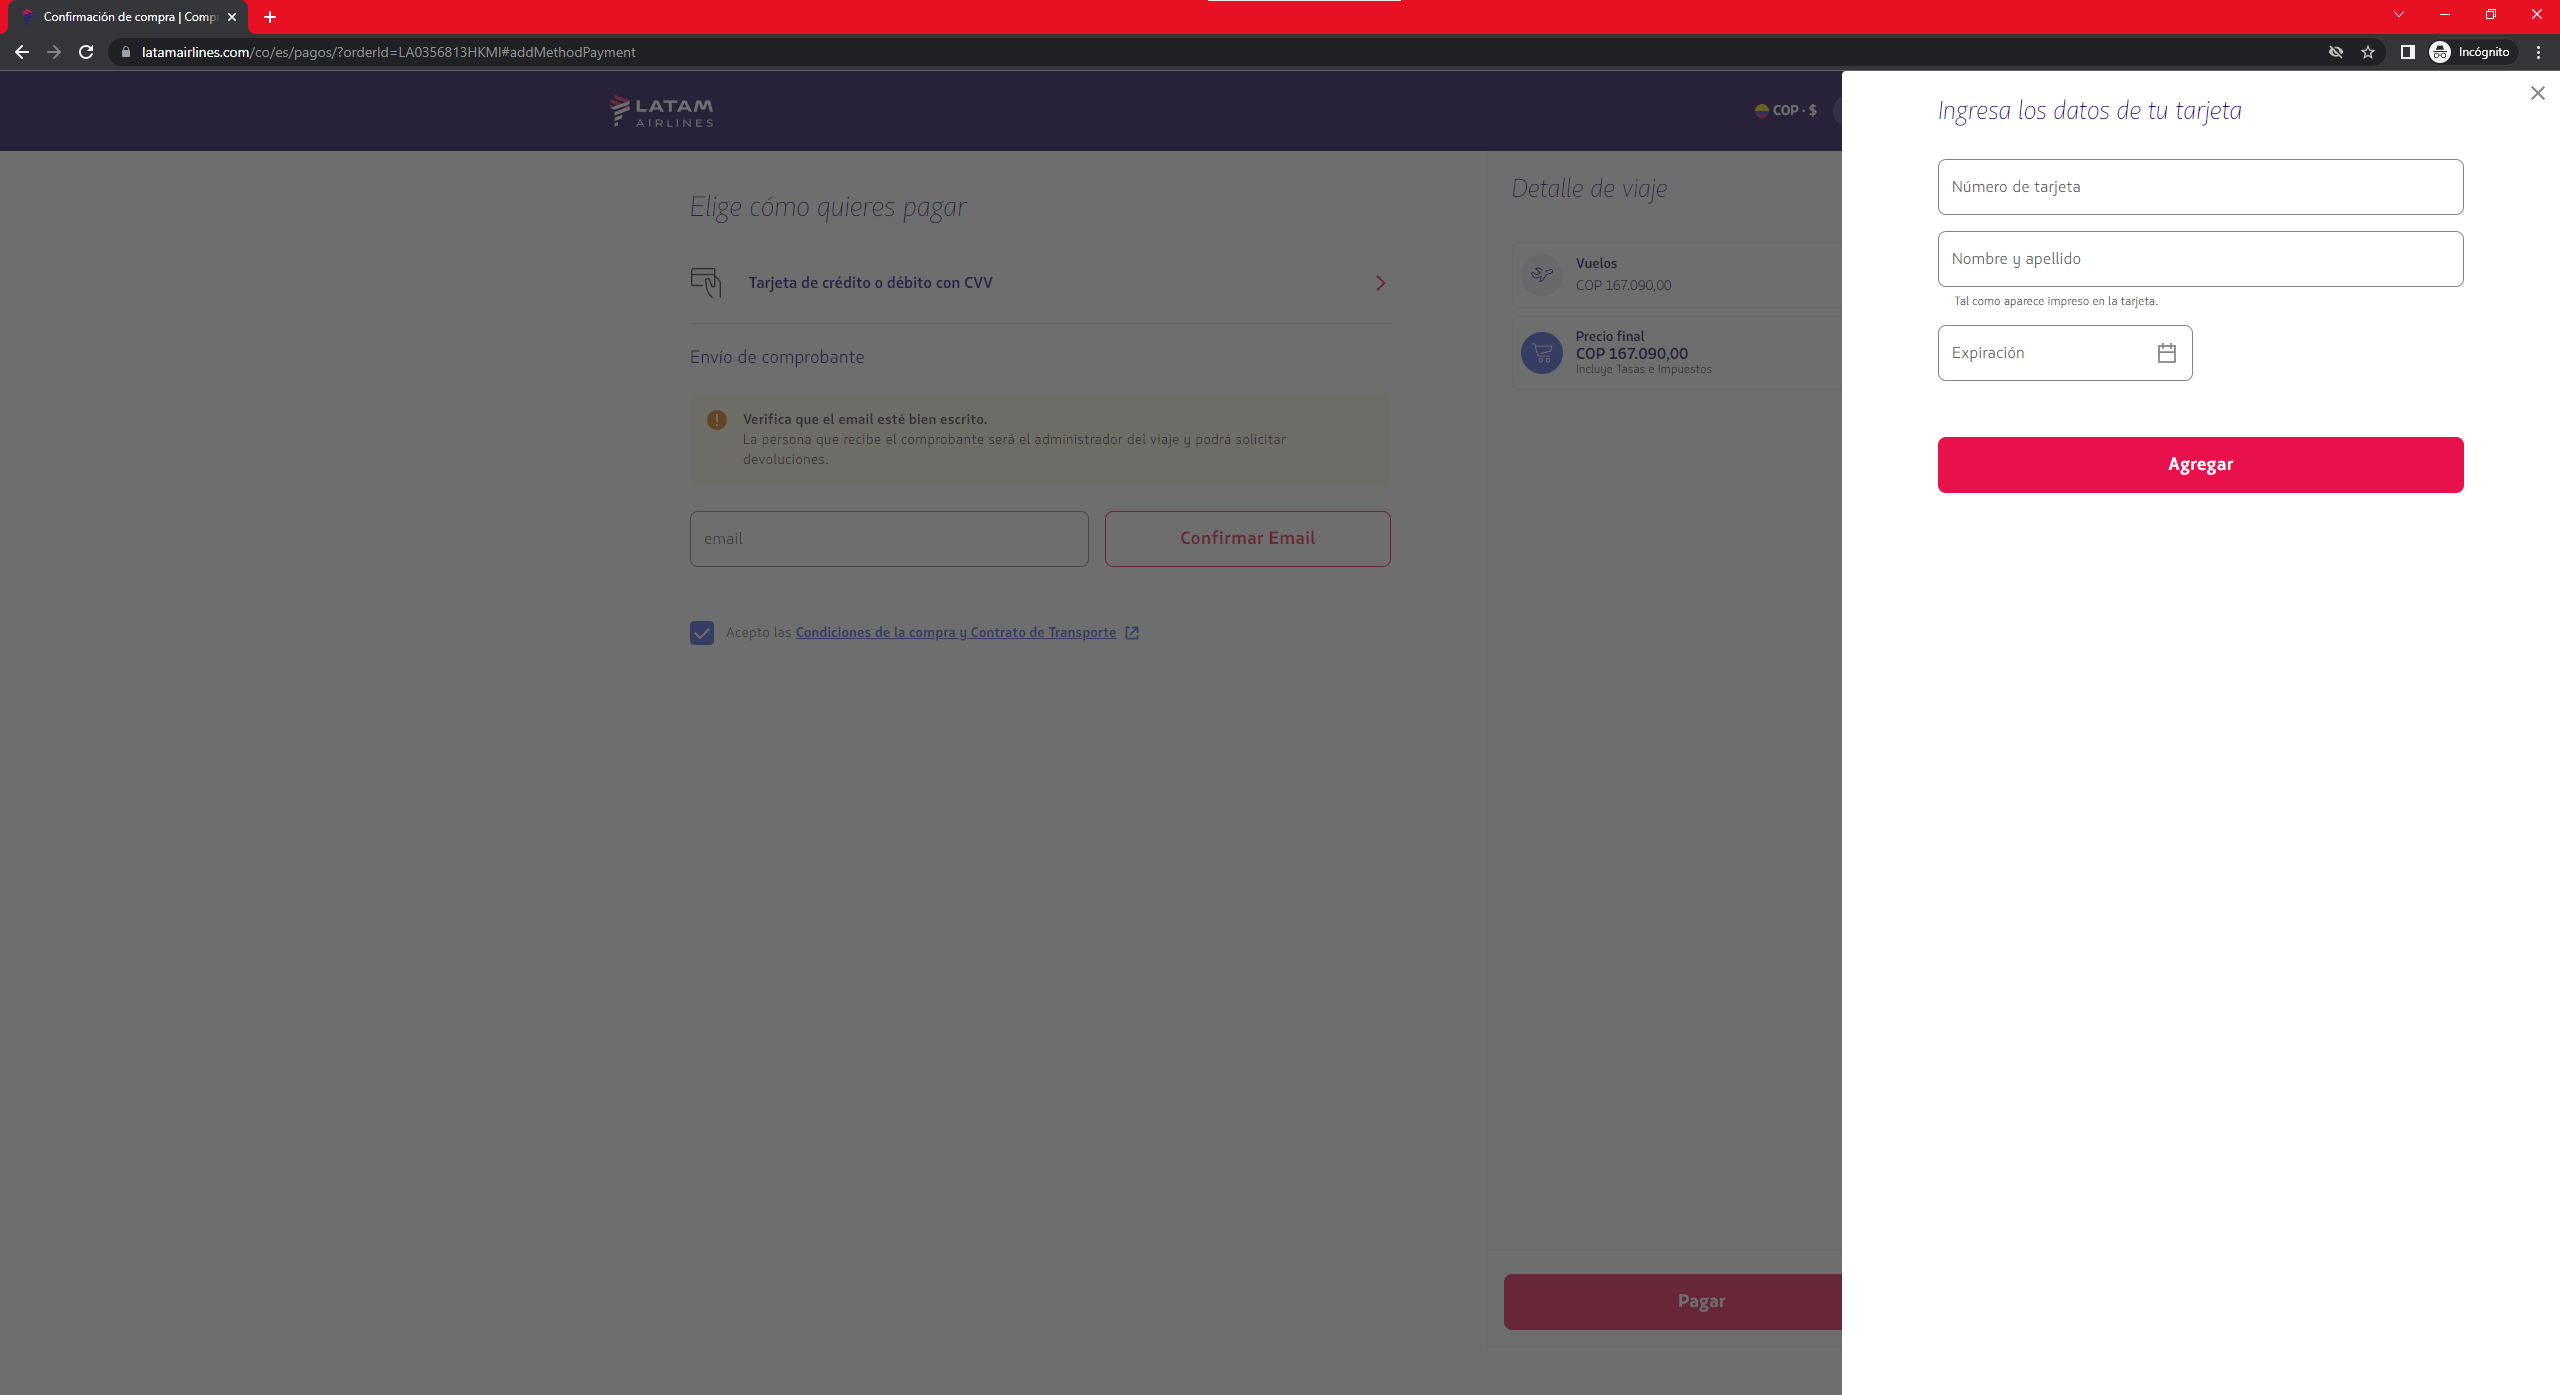 Confirmación de compra | Comp
latamairlines.com/co/es/pagos/?orderId=LA0356813HKMI#addMethodPayment
Incógnito
LATAM
AIRLINES
COP - $
Elige cómo quieres pagar
Tarjeta de crédito o débito con CVV
Envío de comprobante
Verifica que el email esté bien escrito.
La persona que recibe el comprobante será el administrador del viaje y podrá solicitar
devoluciones.
email
Confirmar Email
Acepto las Condiciones de la compra y Contrato de Transporte
Detalle de viaje
Vuelos
COP 167.090,00
Precio final
COP 167.090,00
Incluye Tasas e Impuestos
Pagar
Ingresa los datos de tu tarjeta
Número de tarjeta
Nombre y apellido
Tal como aparece impreso en la tarjeta.
Expiración
Agregar